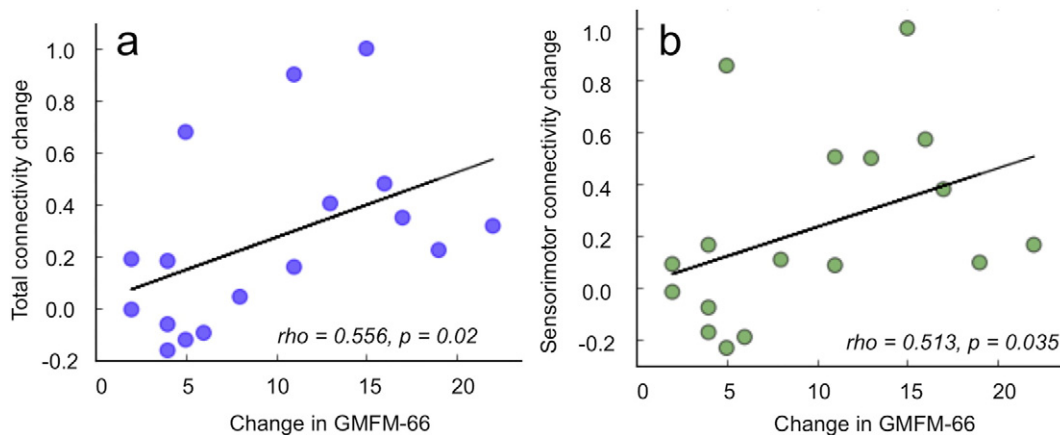 a
Total connectivity change
1.0
0.8
0.6
0.4
0.2
0.0
-0.2
rho = 0.556, p = 0.02
0 5 10 15 20
Change in GMFM-66
b
Sensorimotor connectivity change
1.0
0.8
0.6
0.4
0.2
0.0
-0.2
rho = 0.513, p = 0.035
0 5 10 15 20
Change in GMFM-66